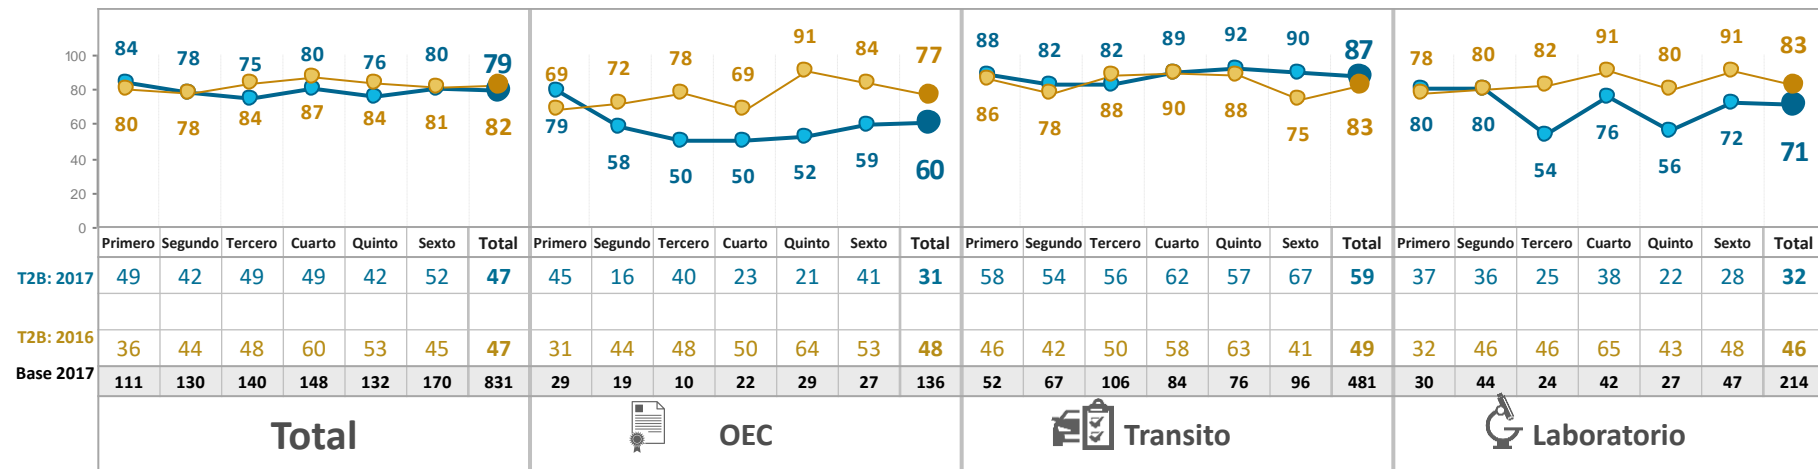 84 78 75 80 76 80 79
80 78 84 87 84 81 82
69 72 78 69 91 84 77
79 58 50 50 52 59 60
88 82 82 89 92 90 87
86 78 88 90 88 75 83
78 80 82 91 80 91 83
80 80 54 76 56 72 71
100
80
60
40
20
0
Primero Segundo Tercero Cuarto Quinto Sexto Total Primero Segundo Tercero Cuarto Quinto Sexto Total Primero Segundo Tercero Cuarto Quinto Sexto Total Primero Segundo Tercero Cuarto Quinto Sexto Total
T2B: 2017 49 42 49 49 42 52 47 45 16 40 23 21 41 31 58 54 56 62 57 67 59 37 36 25 38 22 28 32
T2B: 2016 36 44 48 60 53 45 47 31 44 48 50 64 53 48 46 42 50 58 63 41 49 32 46 46 65 43 48 46
Base 2017 111 130 140 148 132 170 831 29 19 10 22 29 27 136 52 67 106 84 76 96 481 30 44 24 42 27 47 214
Total OEC Transito Laboratorio